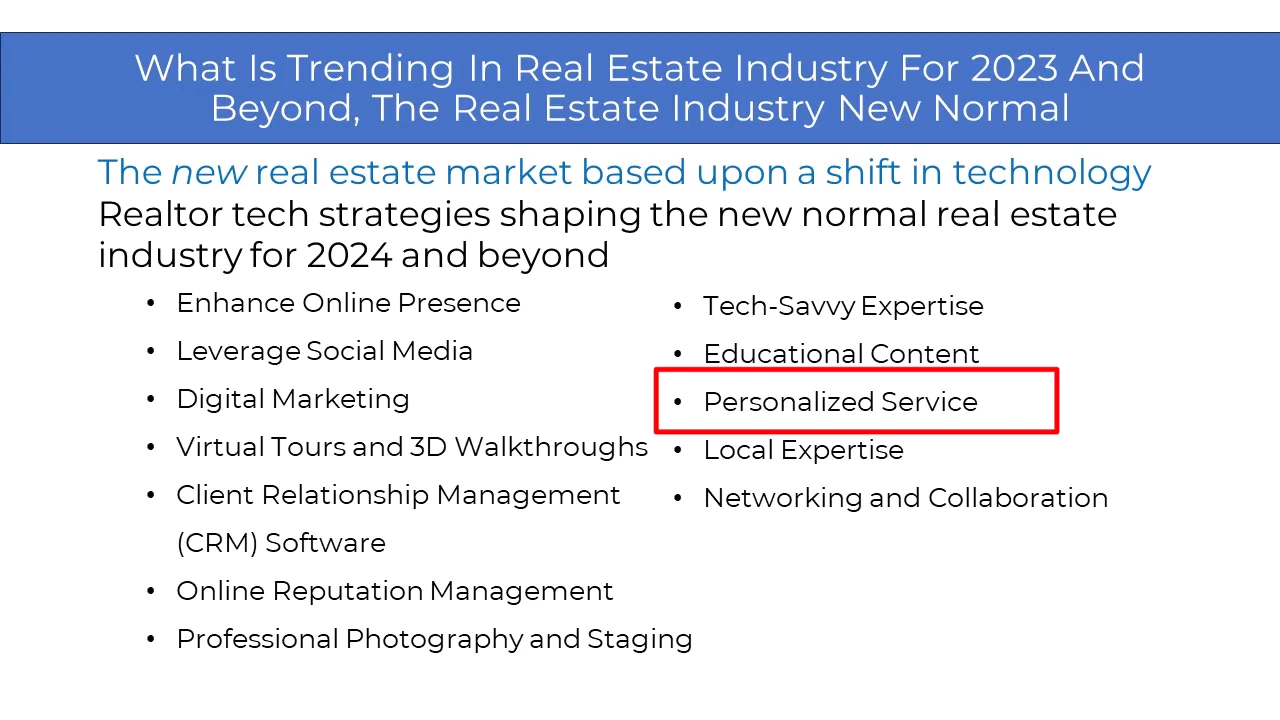 What Is Trending In Real Estate Industry For 2023 And
Beyond, The Real Estate Industry New Normal
The new real estate market based upon a shift in technology
Realtor tech strategies shaping the new normal real estate
industry for 2024 and beyond
• Enhance Online Presence
• Leverage Social Media
• Digital Marketing
• Virtual Tours and 3D Walkthroughs
• Client Relationship Management
(CRM) Software
• Online Reputation Management
• Professional Photography and Staging
• Tech-Savvy Expertise
• Educational Content
• Personalized Service
• Local Expertise
• Networking and Collaboration